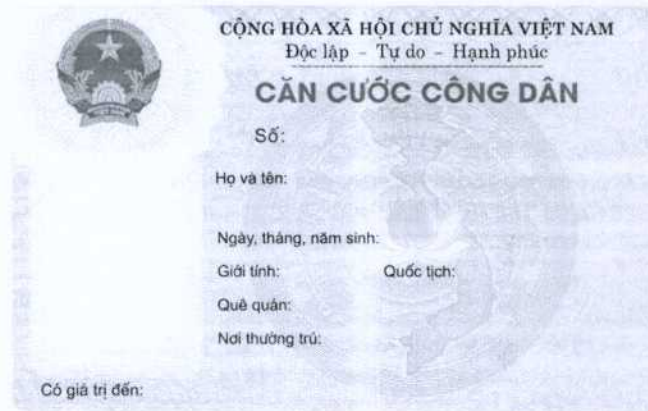 CỘNG HÒA XÃ HỘI CHỦ NGHĨA VIỆT NAM
Độc lập - Tự do - Hạnh phúc
CĂN CƯỚC CÔNG DÂN
Số:
Họ và tên:
Ngày, tháng, năm sinh:
Giới tính: Quốc tịch:
Quê quán:
Nơi thường trú:
Có giá trị đến: